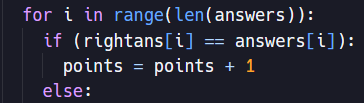 for i in range(len(answers)):
  if (rightans[i] == answers[i]):
    points = points + 1
  else: